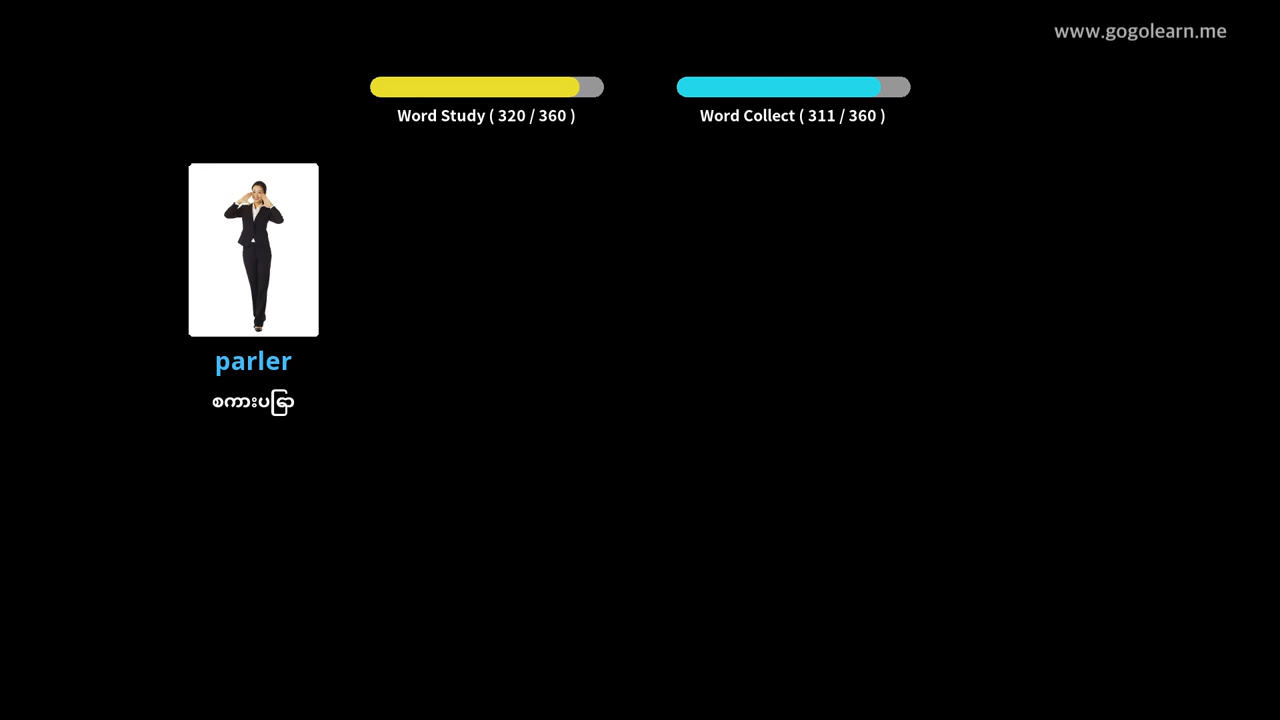 www.gogolearn.me
Word Study ( 320 / 360 )
Word Collect ( 311 / 360 )
parler
စကားပြော